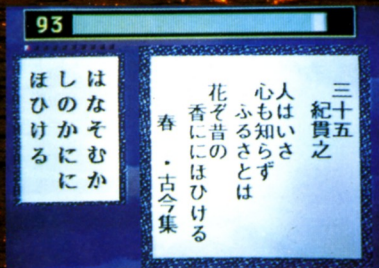 93
三十五
紀貫之
人はいさ
心も知らず
ふるさとは
花ぞ昔の
香ににほひける
春 ・古今集
はなそむか
しのかにに
ほひける